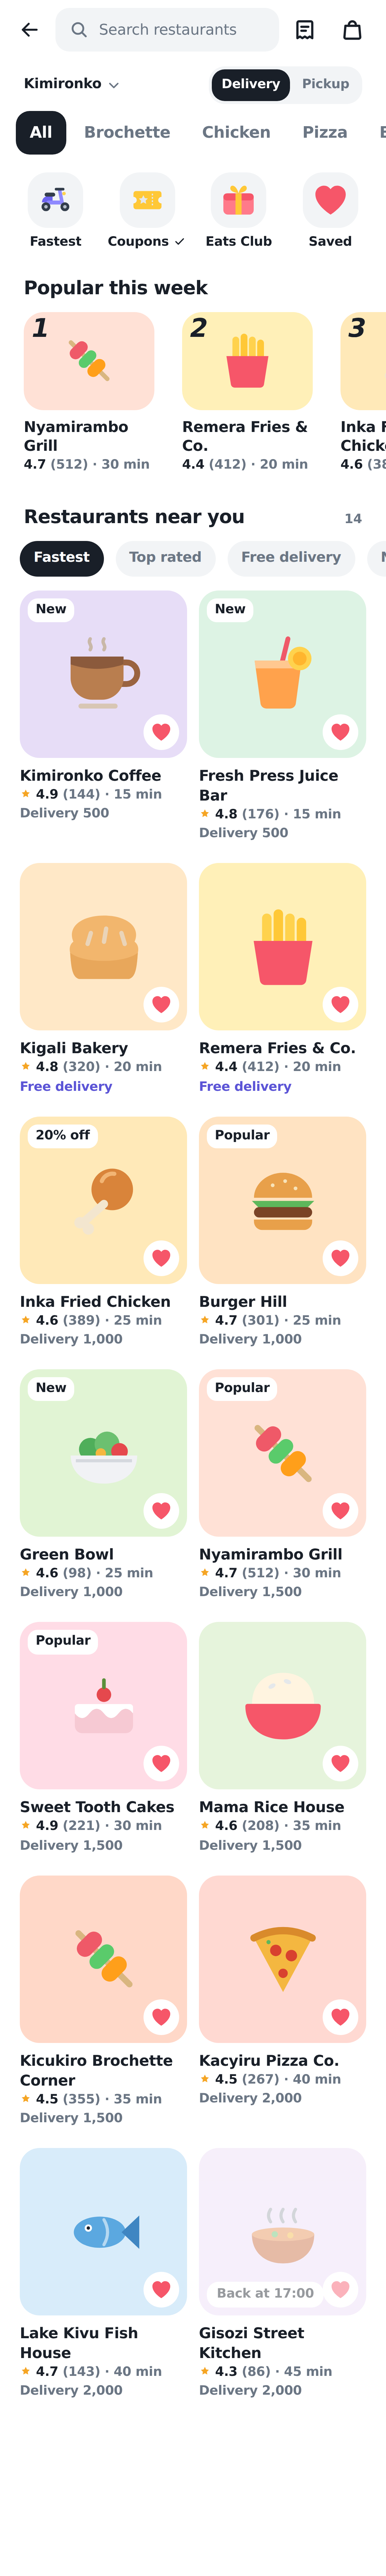 Search restaurants
Kimironko
Delivery
Pickup
All
Brochette
Chicken
Pizza
Fastest
Coupons ✓
Eats Club
Saved
Popular this week
1
2
3
Nyamirambo
Grill
4.7 (512) · 30 min
Remera Fries &
Co.
4.4 (412) · 20 min
Inka
4.6
Restaurants near you
14
Fastest
Top rated
Free delivery
New
New
Kimironko Coffee
4.9 (144) · 15 min
Delivery 500
Fresh Press Juice
Bar
4.8 (176) · 15 min
Delivery 500
Kigali Bakery
4.8 (320) · 20 min
Free delivery
Remera Fries & Co.
4.4 (412) · 20 min
Free delivery
20% off
Popular
Inka Fried Chicken
4.6 (389) · 25 min
Delivery 1,000
Burger Hill
4.7 (301) · 25 min
Delivery 1,000
New
Popular
Green Bowl
4.6 (98) · 25 min
Delivery 1,000
Nyamirambo Grill
4.7 (512) · 30 min
Delivery 1,500
Popular
Sweet Tooth Cakes
4.9 (221) · 30 min
Delivery 1,500
Mama Rice House
4.6 (208) · 35 min
Delivery 1,500
Kicukiro Brochette
Corner
4.5 (355) · 35 min
Delivery 1,500
Kacyiru Pizza Co.
4.5 (267) · 40 min
Delivery 2,000
Back at 17:00
Lake Kivu Fish
House
4.7 (143) · 40 min
Delivery 2,000
Gisozi Street
Kitchen
4.3 (86) · 45 min
Delivery 2,000